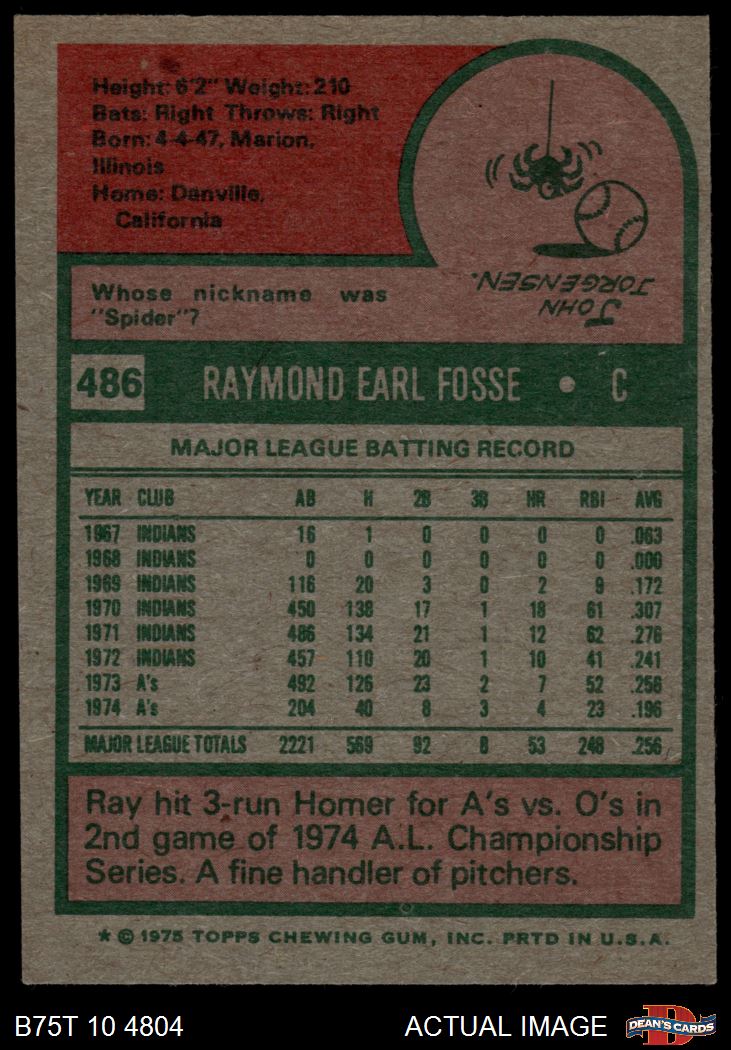 Height: 6'2" Weight: 210
Bats: Right Throws: Right
Born: 4-4-47, Marion,
Illinois
Home: Danville,
California
Whose nickname was
"Spider"?
JOHN
JORGENSEN.
486 RAYMOND EARL FOSSE • C
MAJOR LEAGUE BATTING RECORD
YEAR CLUB AB H 2B 3B HR RBI AVG
1967 INDIANS 16 1 0 0 0 0 .063
1968 INDIANS 0 0 0 0 0 0 .000
1969 INDIANS 116 20 3 0 2 9 .172
1970 INDIANS 450 138 17 1 18 61 .307
1971 INDIANS 486 134 21 1 12 62 .276
1972 INDIANS 457 110 20 1 10 41 .241
1973 A's 492 126 23 2 7 52 .256
1974 A's 204 40 8 3 4 23 .196
MAJOR LEAGUE TOTALS 2221 569 92 8 53 248 .256
Ray hit 3-run Homer for A's vs. O's in
2nd game of 1974 A.L. Championship
Series. A fine handler of pitchers.
* © 1975 TOPPS CHEWING GUM, INC. PRTD IN U.S.A.
B75T 10 4804 ACTUAL IMAGE
D
DEAN'S CARDS